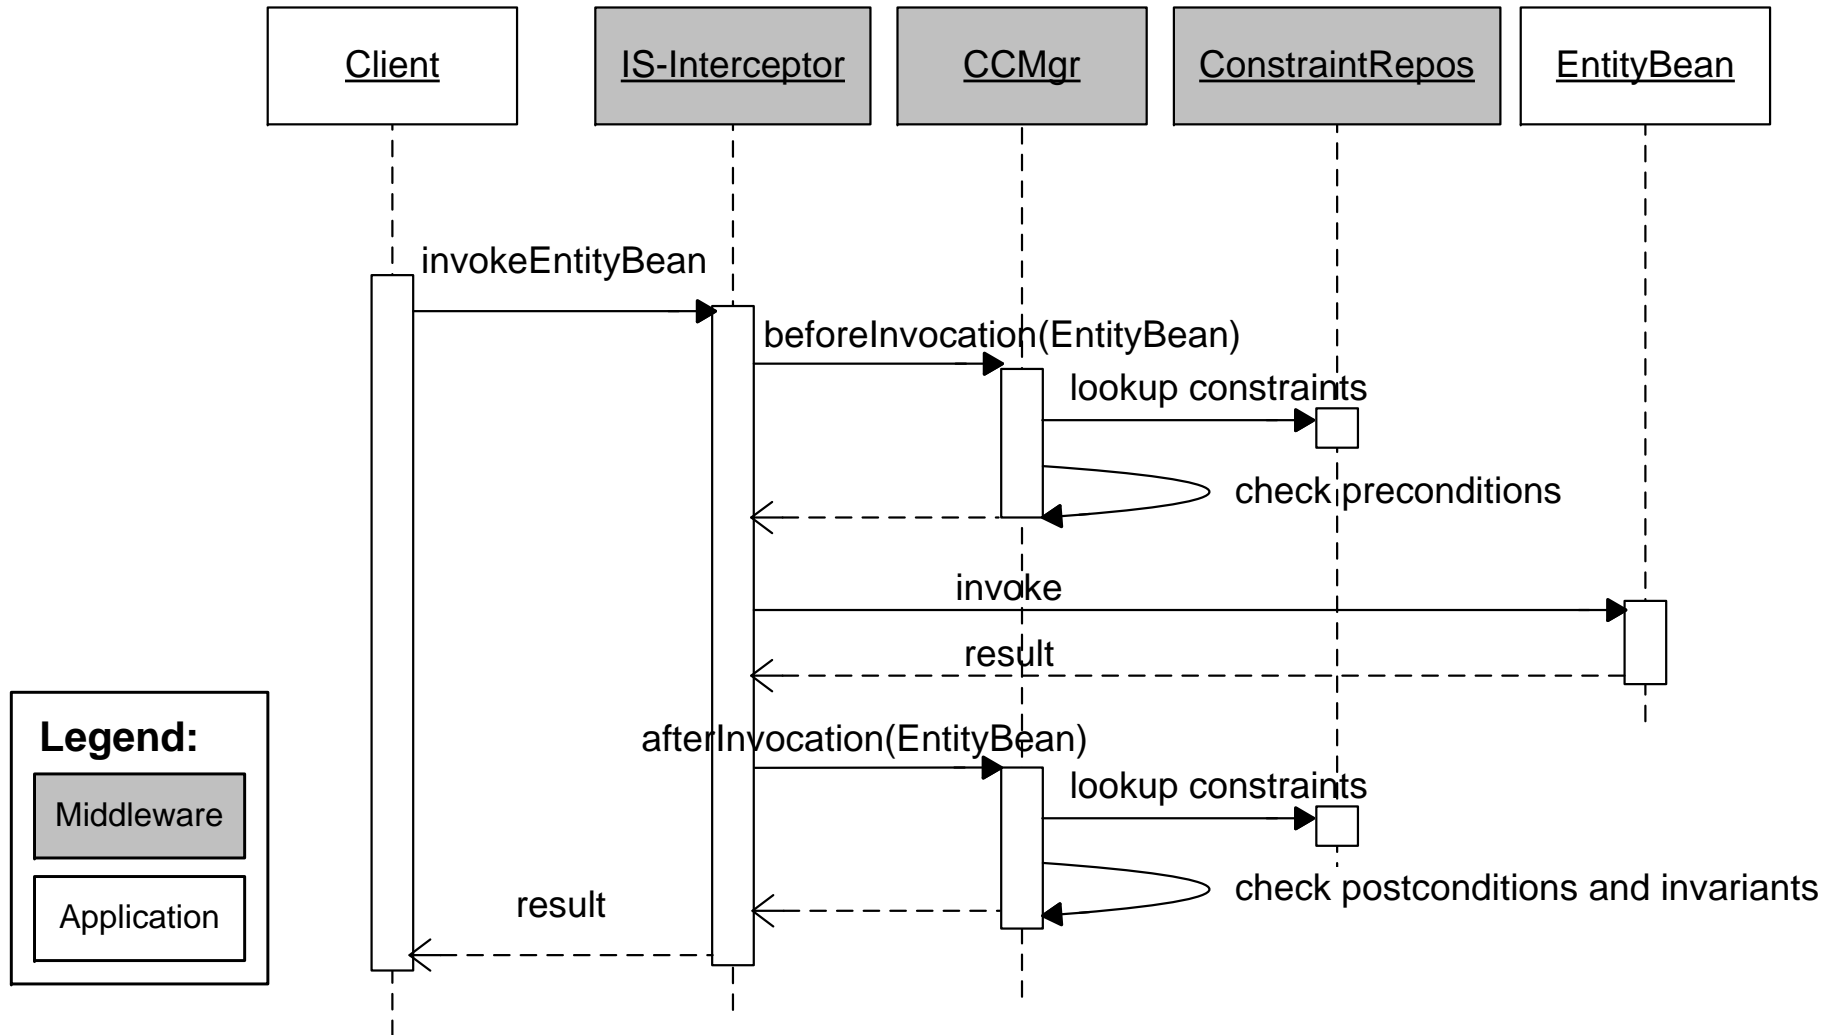 Client
IS-Interceptor
CCMgr
ConstraintRepos
EntityBean
invokeEntityBean
beforeInvocation(EntityBean)
lookup constraints
check preconditions
invoke
result
afterInvocation(EntityBean)
lookup constraints
check postconditions and invariants
result
Legend:
Middleware
Application